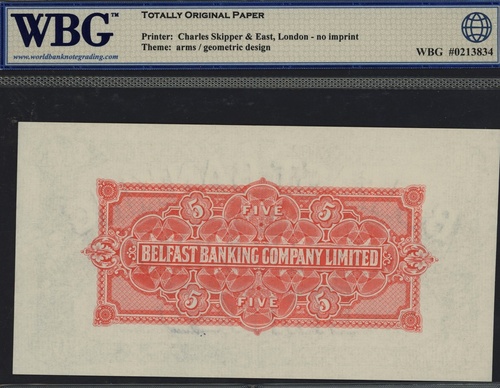 WBG
www.worldbanknotegrading.com
TOTALLY ORIGINAL PAPER
Printer: Charles Skipper & East, London - no imprint
Theme: arms / geometric design
WBG #0213834
5 FIVE 5
BELFAST BANKING COMPANY LIMITED
5 FIVE 5